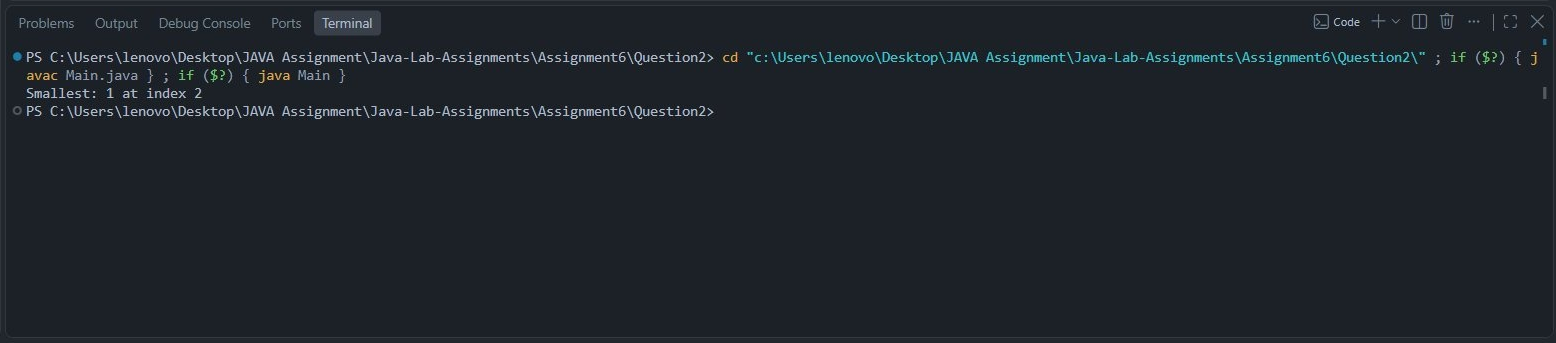 Problems Output Debug Console Ports Terminal Code
PS C:\Users\lenovo\Desktop\JAVA Assignment\Java-Lab-Assignments\Assignment6\Question2> cd "c:\Users\lenovo\Desktop\JAVA Assignment\Java-Lab-Assignments\Assignment6\Question2\" ; if ($?) { j
avac Main.java } ; if ($?) { java Main }
Smallest: 1 at index 2
PS C:\Users\lenovo\Desktop\JAVA Assignment\Java-Lab-Assignments\Assignment6\Question2>